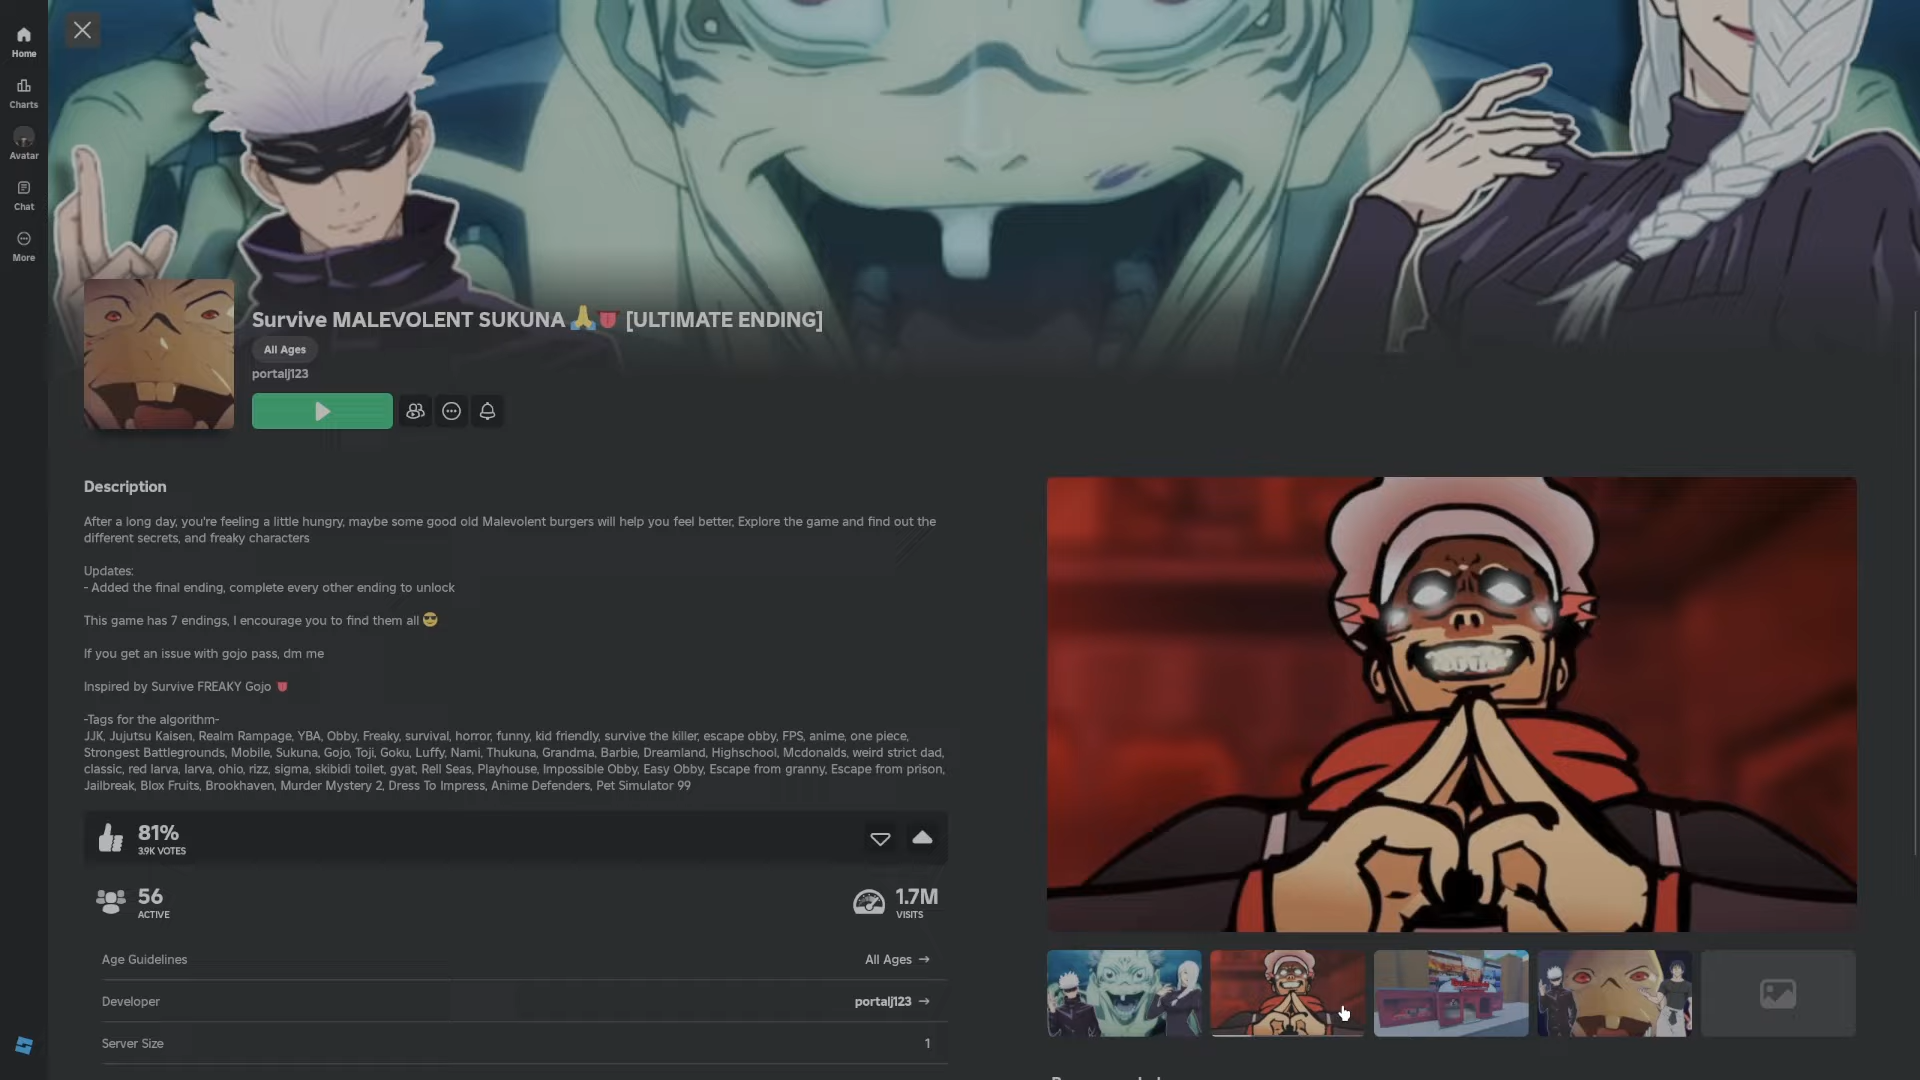 Home
Charts
Avatar
Chat
More
Survive MALEVOLENT SUKUNA 🙏👅 [ULTIMATE ENDING]
All Ages
portalj123
Description
After a long day, you're feeling a little hungry, maybe some good old Malevolent burgers will help you feel better, Explore the game and find out the
different secrets, and freaky characters
Updates:
- Added the final ending, complete every other ending to unlock
This game has 7 endings, I encourage you to find them all 😎
If you get an issue with gojo pass, dm me
Inspired by Survive FREAKY Gojo 👅
-Tags for the algorithm-
JJK, Jujutsu Kaisen, Realm Rampage, YBA, Obby, Freaky, survival, horror, funny, kid friendly, survive the killer, escape obby, FPS, anime, one piece,
Strongest Battlegrounds, Mobile, Sukuna, Gojo, Toji, Goku, Luffy, Nami, Thukuna, Grandma, Barbie, Dreamland, Highschool, Mcdonalds, weird strict dad,
classic, red larva, larva, ohio, rizz, sigma, skibidi toilet, gyat, Rell Seas, Playhouse, Impossible Obby, Easy Obby, Escape from granny, Escape from prison,
Jailbreak, Blox Fruits, Brookhaven, Murder Mystery 2, Dress To Impress, Anime Defenders, Pet Simulator 99
81%
3.9K VOTES
56
ACTIVE
1.7M
VISITS
Age Guidelines
All Ages →
Developer
portalj123 →
Server Size
1